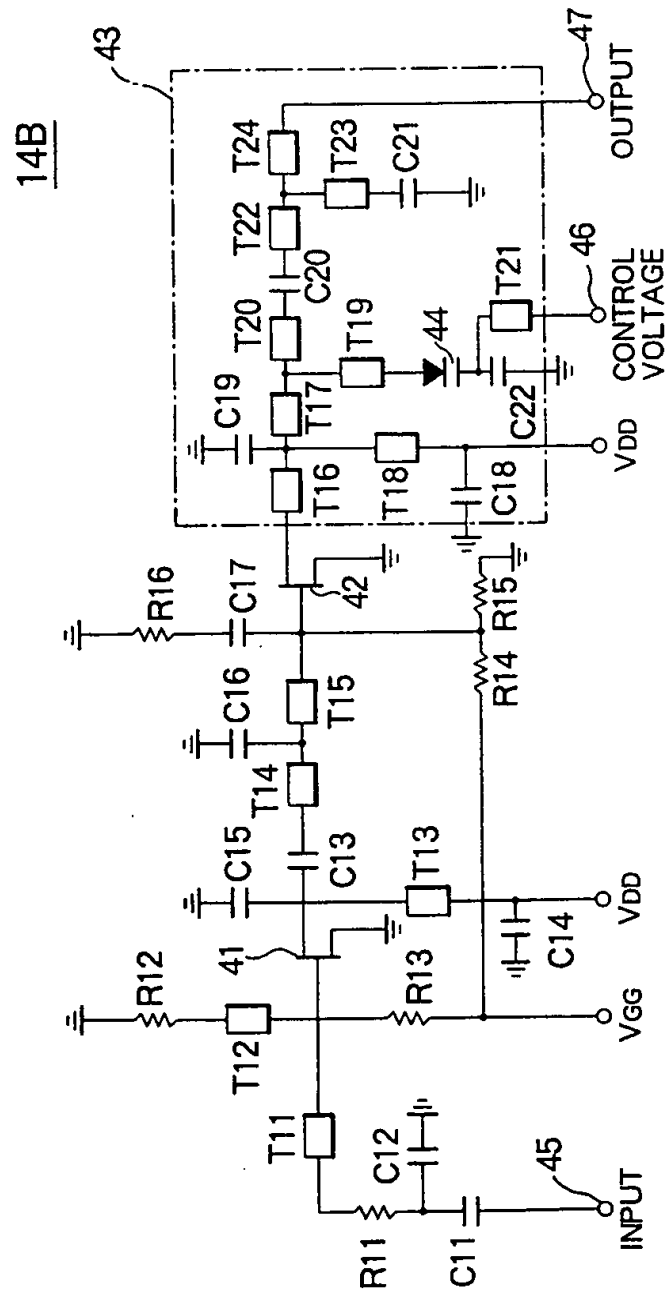 14B
43
R12
C15
C16
R16
C17
C19
T20
C20
T22
T24
T12
41
T17
T16
T23
T11
C13
T14
T15
42
T19
C21
R11
C12
R13
T13
T18
44
T21
C11
C14
R14
R15
C18
C22
45
46
47
INPUT
VGG
VDD
VDD
CONTROL
VOLTAGE
OUTPUT